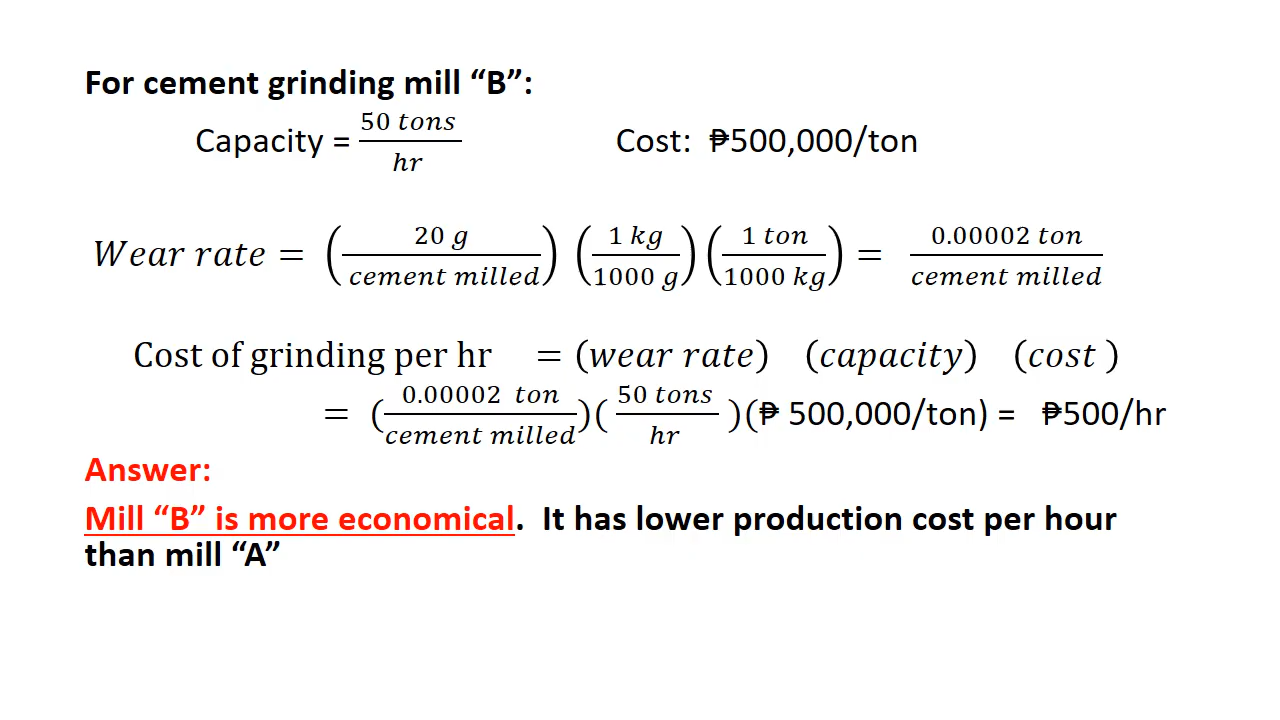 For cement grinding mill “B”:
Capacity = 50 tons / hr Cost: ₱500,000/ton
Wear rate = (20 g / cement milled) (1 kg / 1000 g) (1 ton / 1000 kg) = 0.00002 ton / cement milled
Cost of grinding per hr = (wear rate) (capacity) (cost )
= (0.00002 ton / cement milled)( 50 tons / hr )(₱ 500,000/ton) = ₱500/hr
Answer:
Mill “B” is more economical. It has lower production cost per hour
than mill “A”